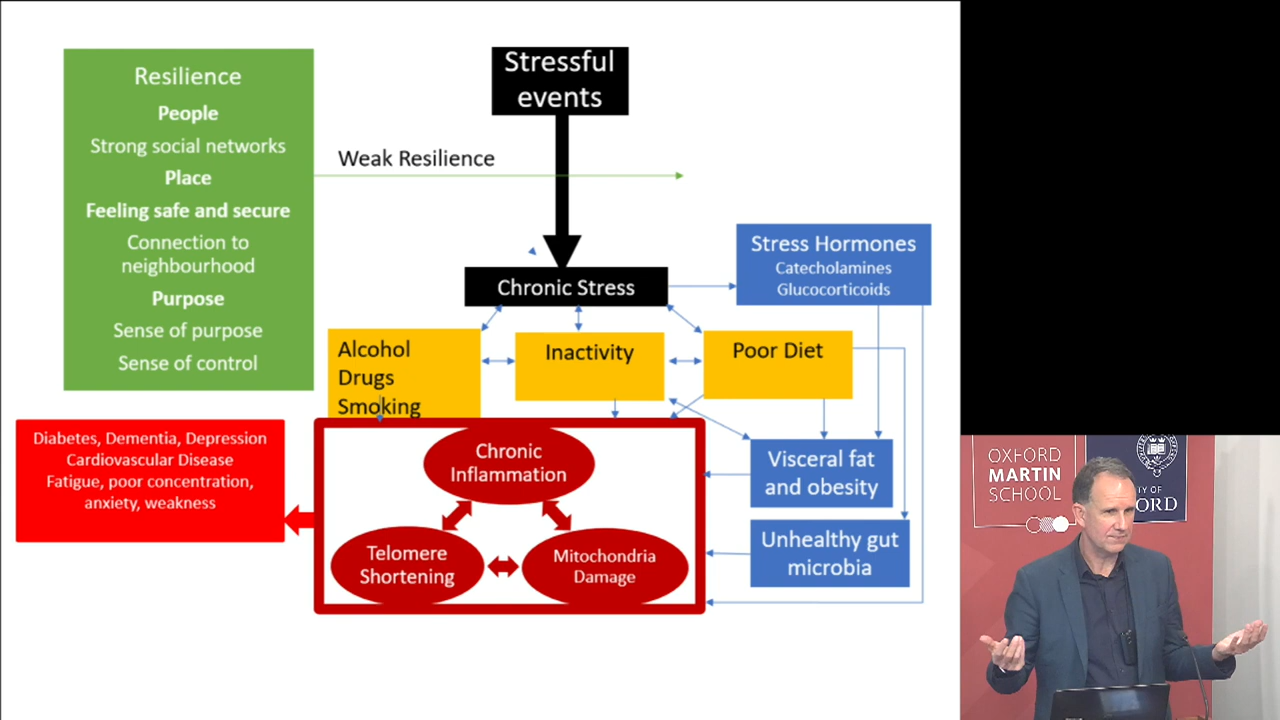 Resilience
People
Strong social networks
Place
Feeling safe and secure
Connection to
neighbourhood
Purpose
Sense of purpose
Sense of control
Stressful
events
Weak Resilience
Chronic Stress
Stress Hormones
Catecholamines
Glucocorticoids
Alcohol
Drugs
Smoking
Inactivity
Poor Diet
Diabetes, Dementia, Depression
Cardiovascular Disease
Fatigue, poor concentration,
anxiety, weakness
Chronic
Inflammation
Telomere
Shortening
Mitochondria
Damage
Visceral fat
and obesity
Unhealthy gut
microbia
OXFORD
MARTIN
SCHOOL
TY OF
ORD